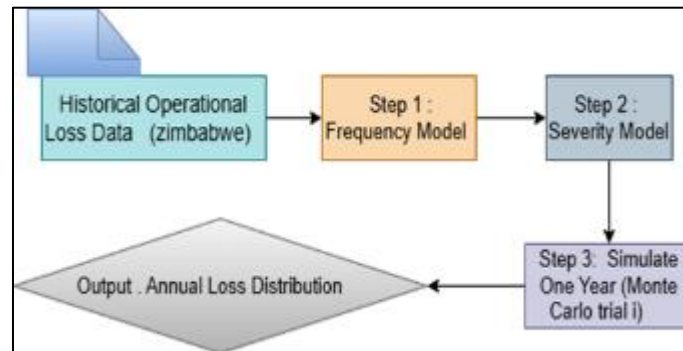 Historical Operational
Loss Data (zimbabwe)
Step 1 :
Frequency Model
Step 2 :
Severity Model
Step 3: Simulate
One Year (Monte
Carlo trial i)
Output . Annual Loss Distribution